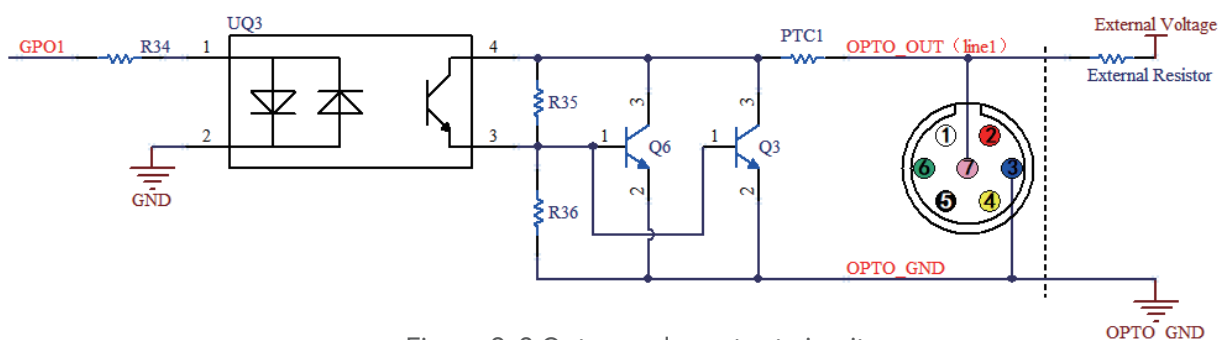 UQ3
External Voltage
GPO1
R34
1
4
PTC1
OPTO_OUT（line1）
External Resistor
R35
3
3
1
2
2
3
1
Q6
1
Q3
6
7
3
GND
2
2
5
4
R36
OPTO_GND
OPTO_GND